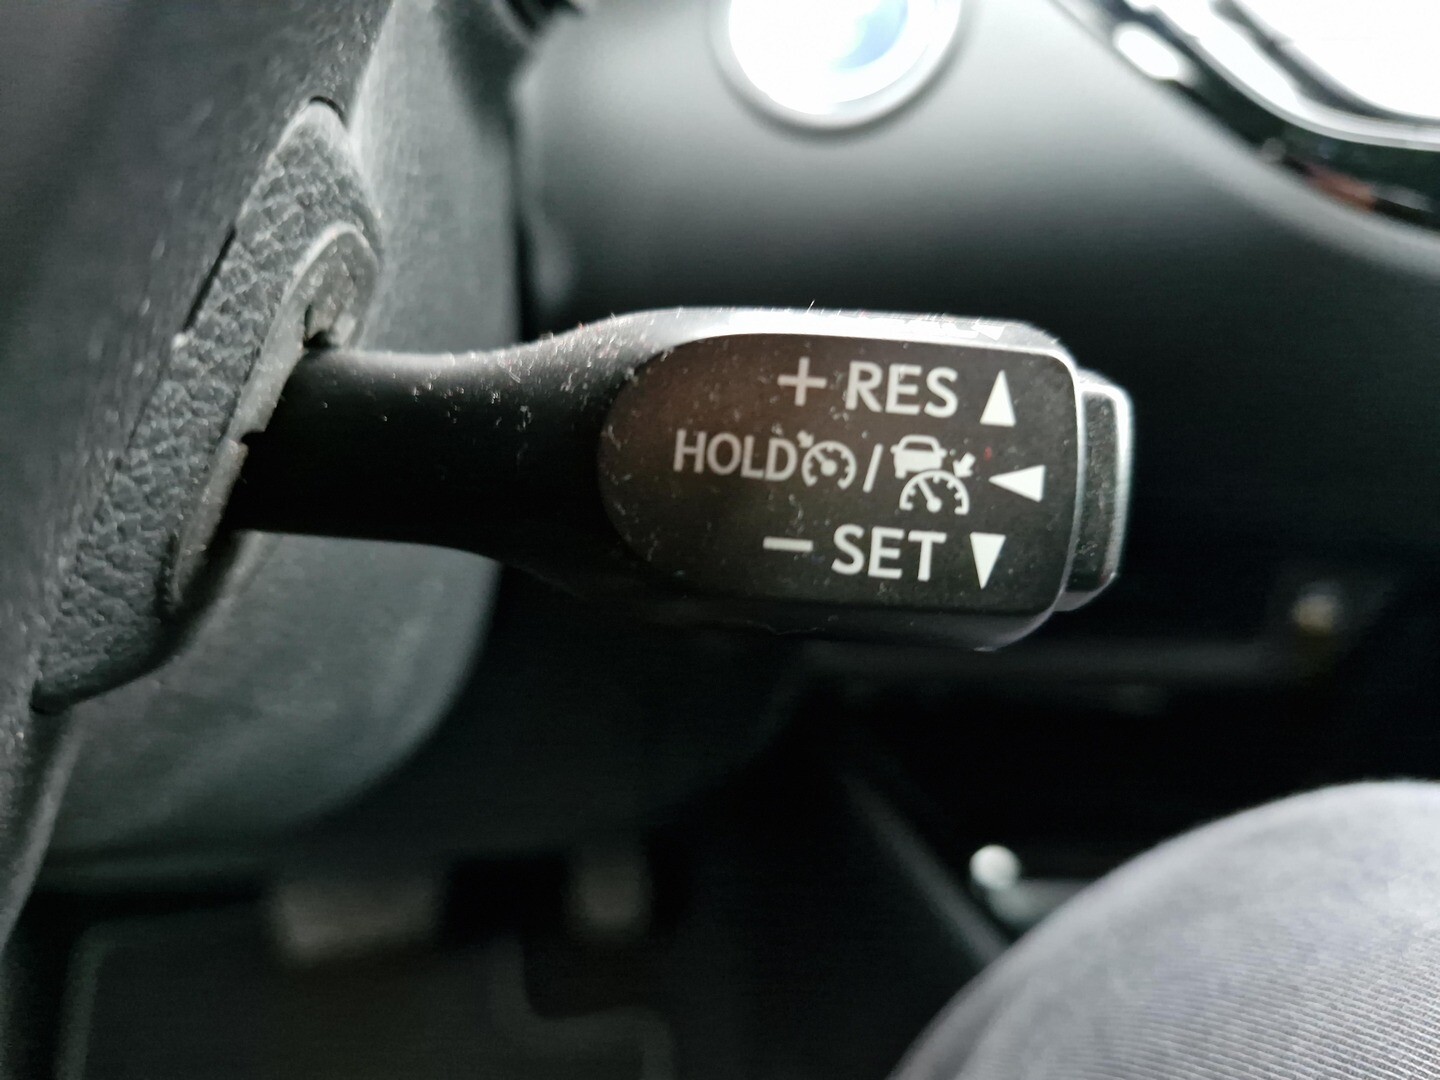 + RES
HOLD /
− SET